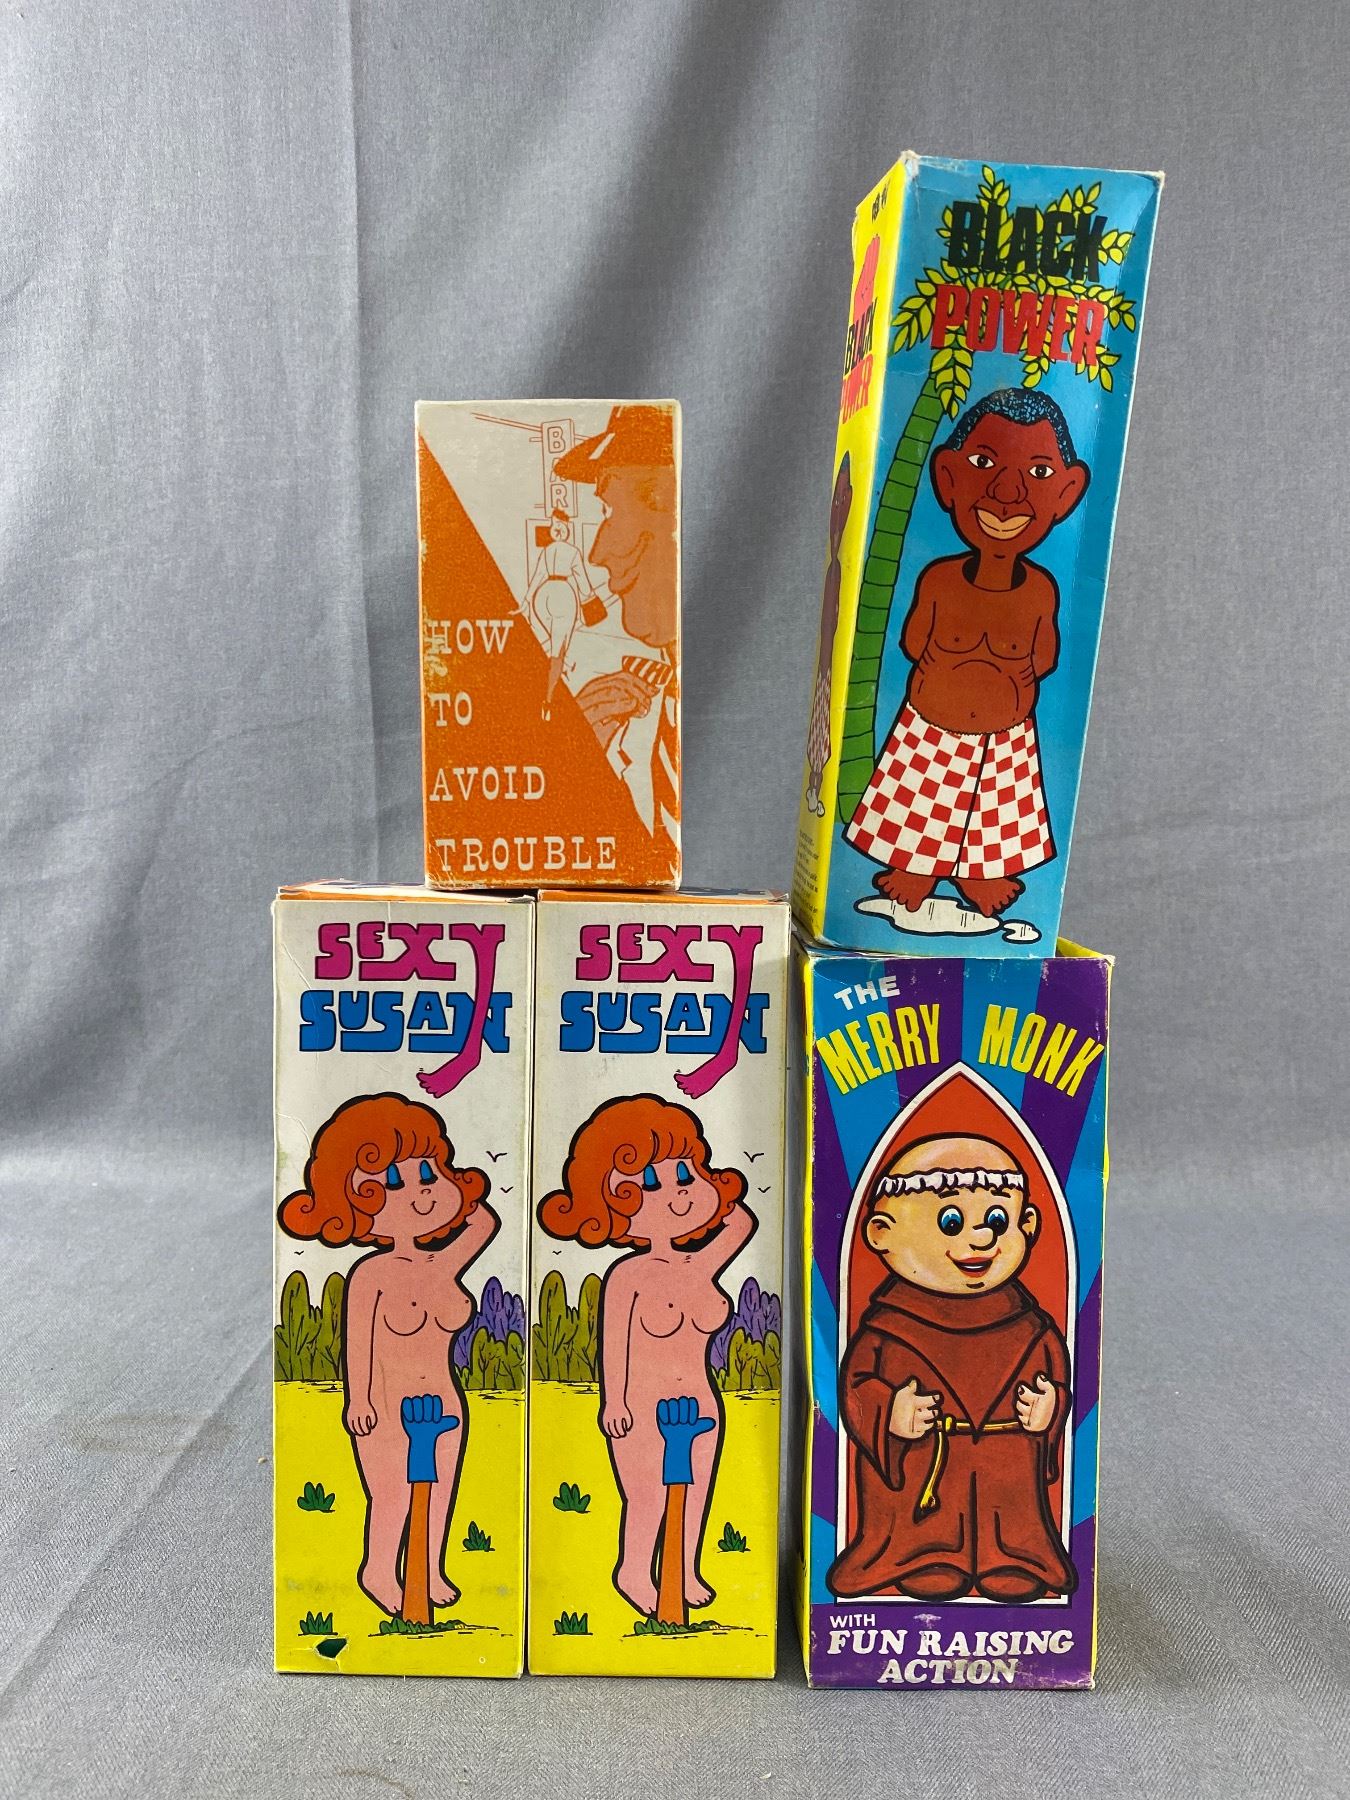 BLACK
POWER
BLACK
POWER
BAR
HOW
TO
AVOID
TROUBLE
SEXY
SUSAN
SEXY
SUSAN
THE
MERRY MONK
WITH
FUN RAISING
ACTION